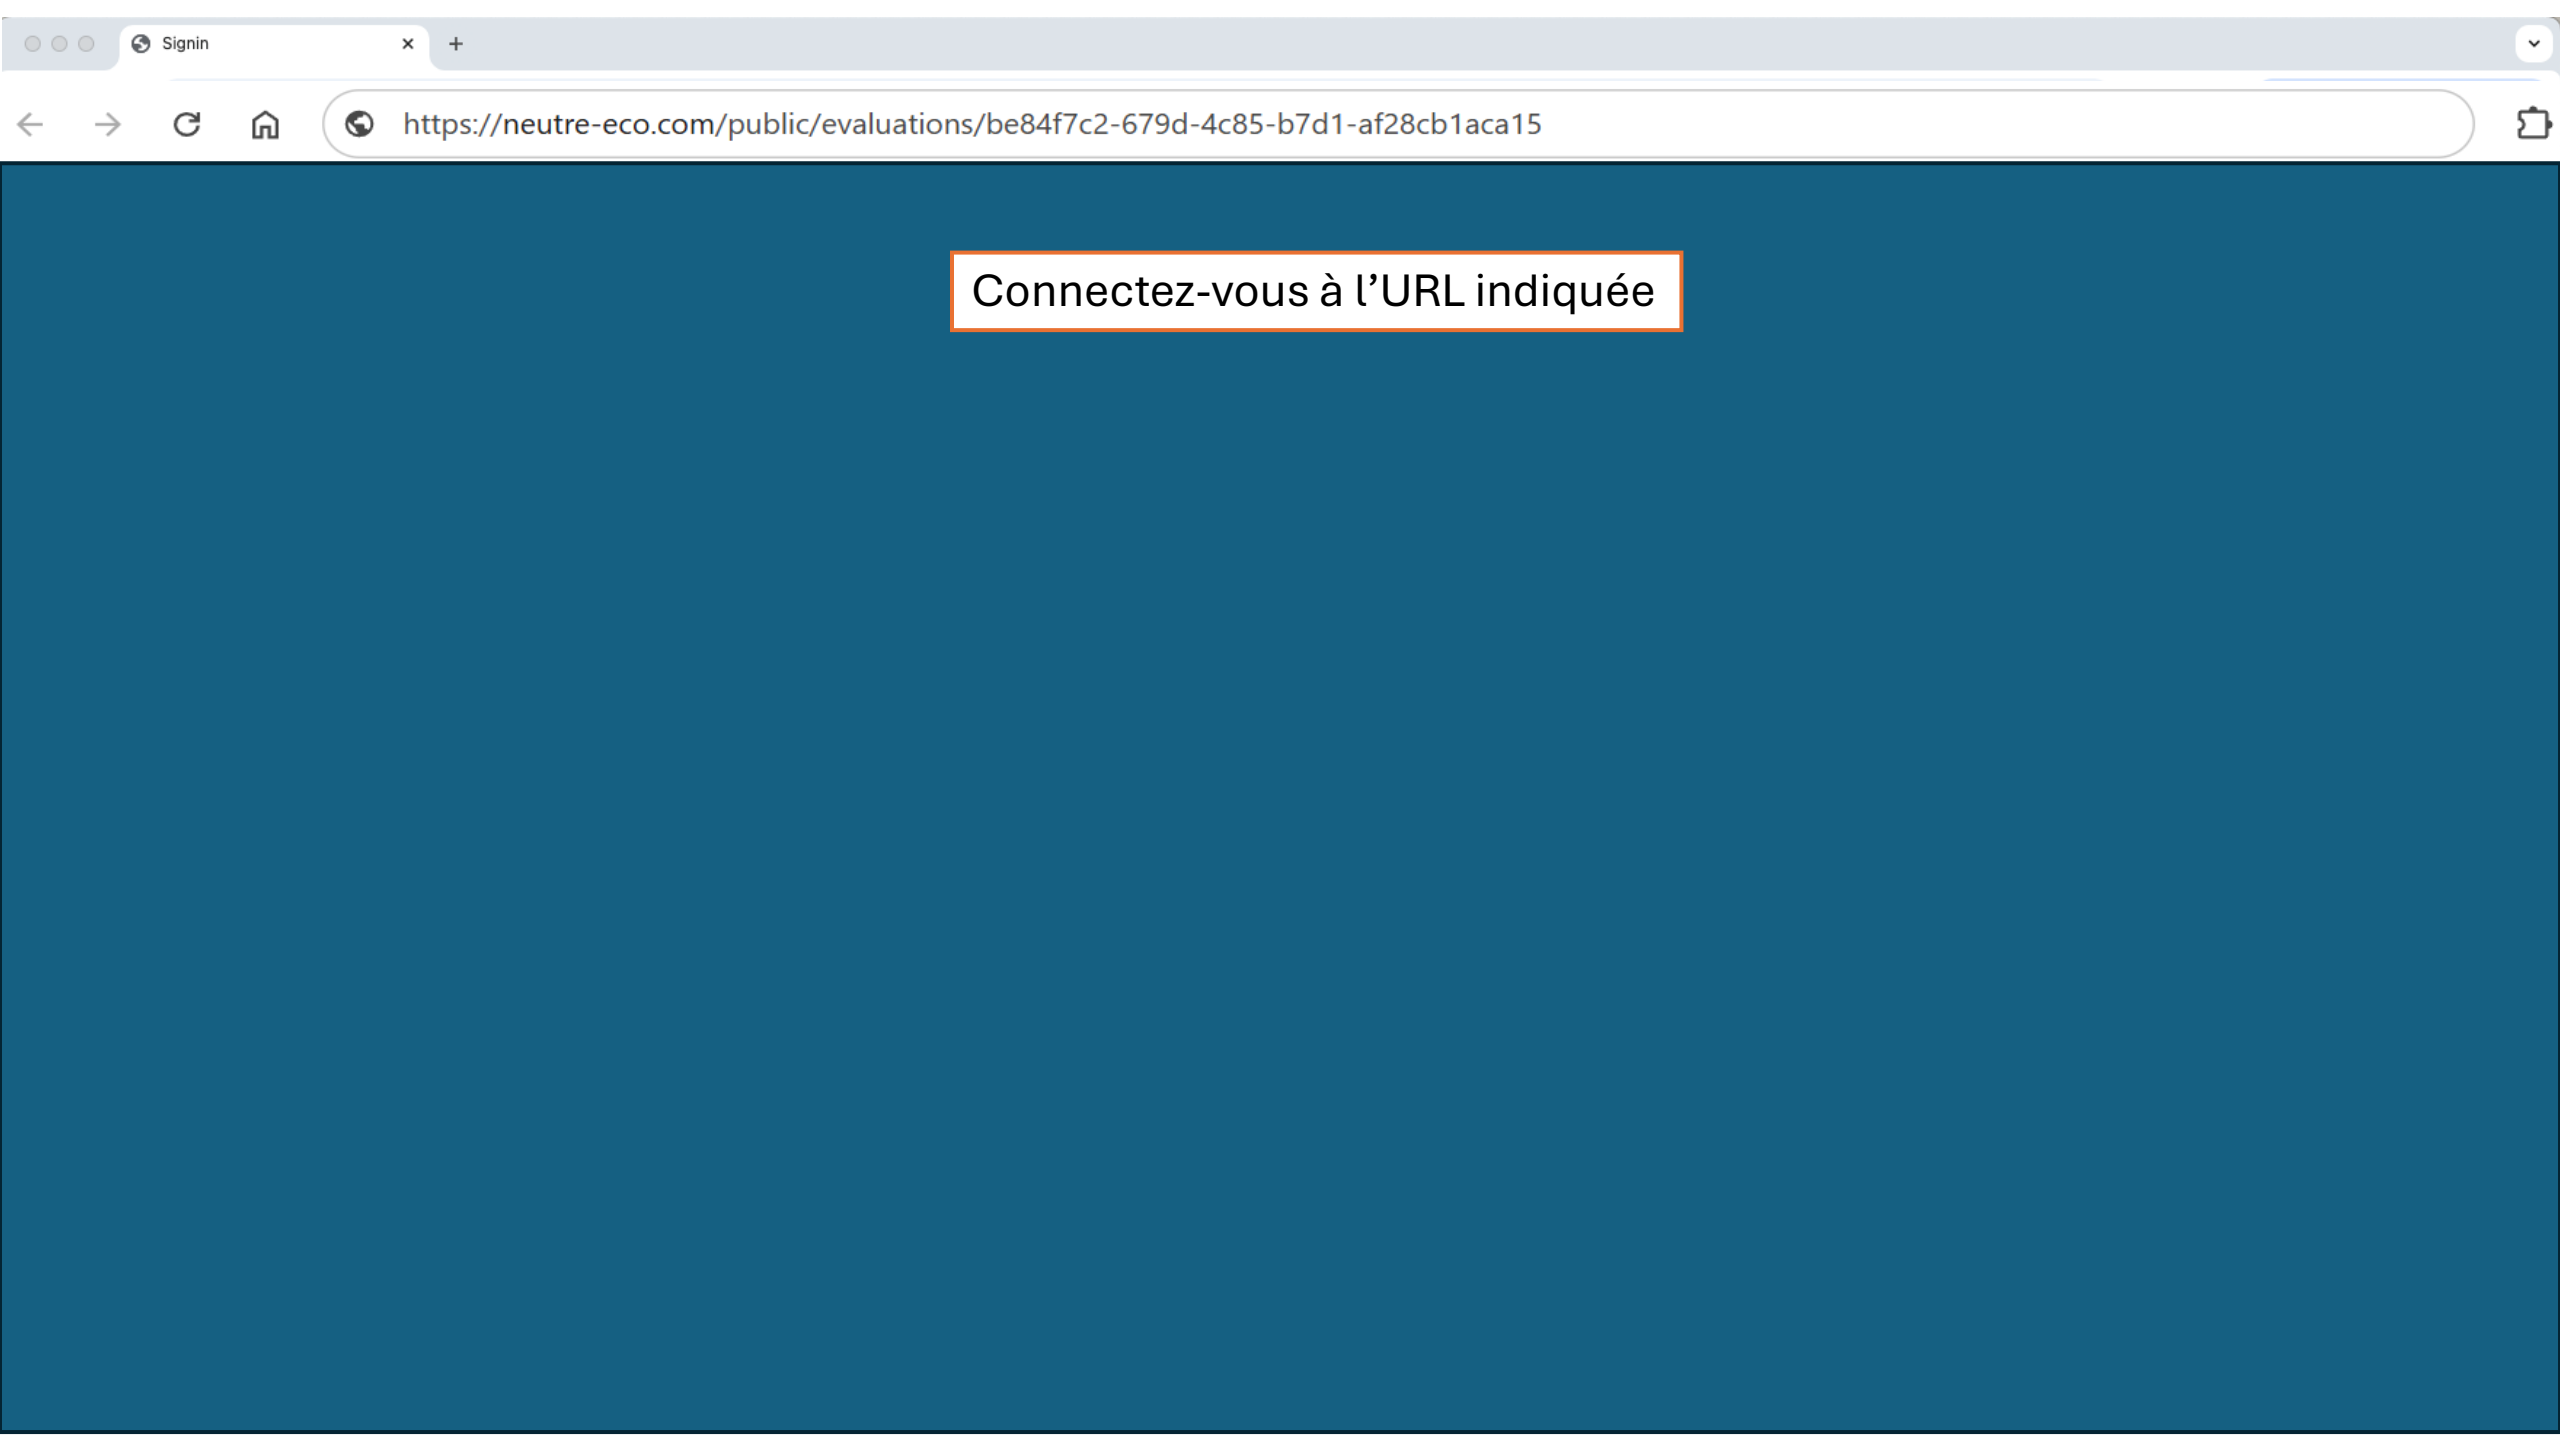 Signin
https://neutre-eco.com/public/evaluations/be84f7c2-679d-4c85-b7d1-af28cb1aca15
Connectez-vous à l’URL indiquée